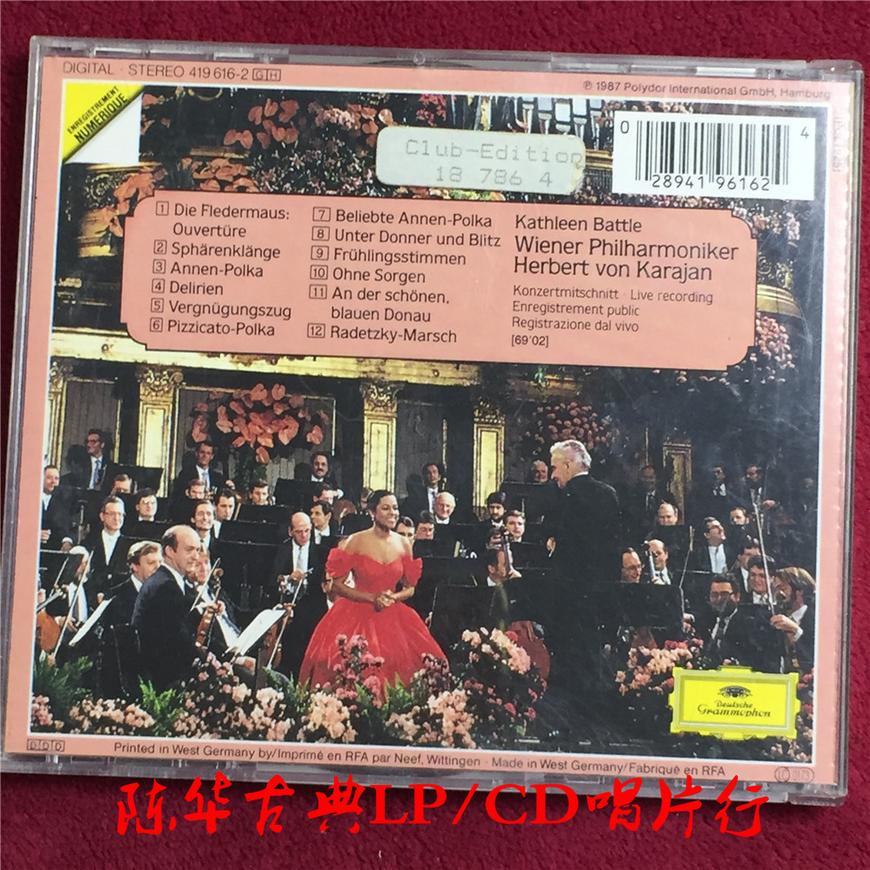 DIGITAL · STEREO 419 616-2 GH
℗ 1987 Polydor International GmbH, Hamburg
ENREGISTREMENT
NUMERIQUE
Club-Edition
18 786 4
0
4
28941 96162
1 Die Fledermaus:
Ouvertüre
2 Sphärenklänge
3 Annen-Polka
4 Delirien
5 Vergnügungszug
6 Pizzicato-Polka
7 Beliebte Annen-Polka
8 Unter Donner und Blitz
9 Frühlingsstimmen
10 Ohne Sorgen
11 An der schönen,
blauen Donau
12 Radetzky-Marsch
Kathleen Battle
Wiener Philharmoniker
Herbert von Karajan
Konzertmitschnitt · Live recording
Enregistrement public
Registrazione dal vivo
[69'02]
Deutsche
Grammophon
DDD
Printed in West Germany by/Imprimé en RFA par Neef, Wittingen · Made in West Germany/Fabriqué en RFA
陈华古典LP/CD唱片行